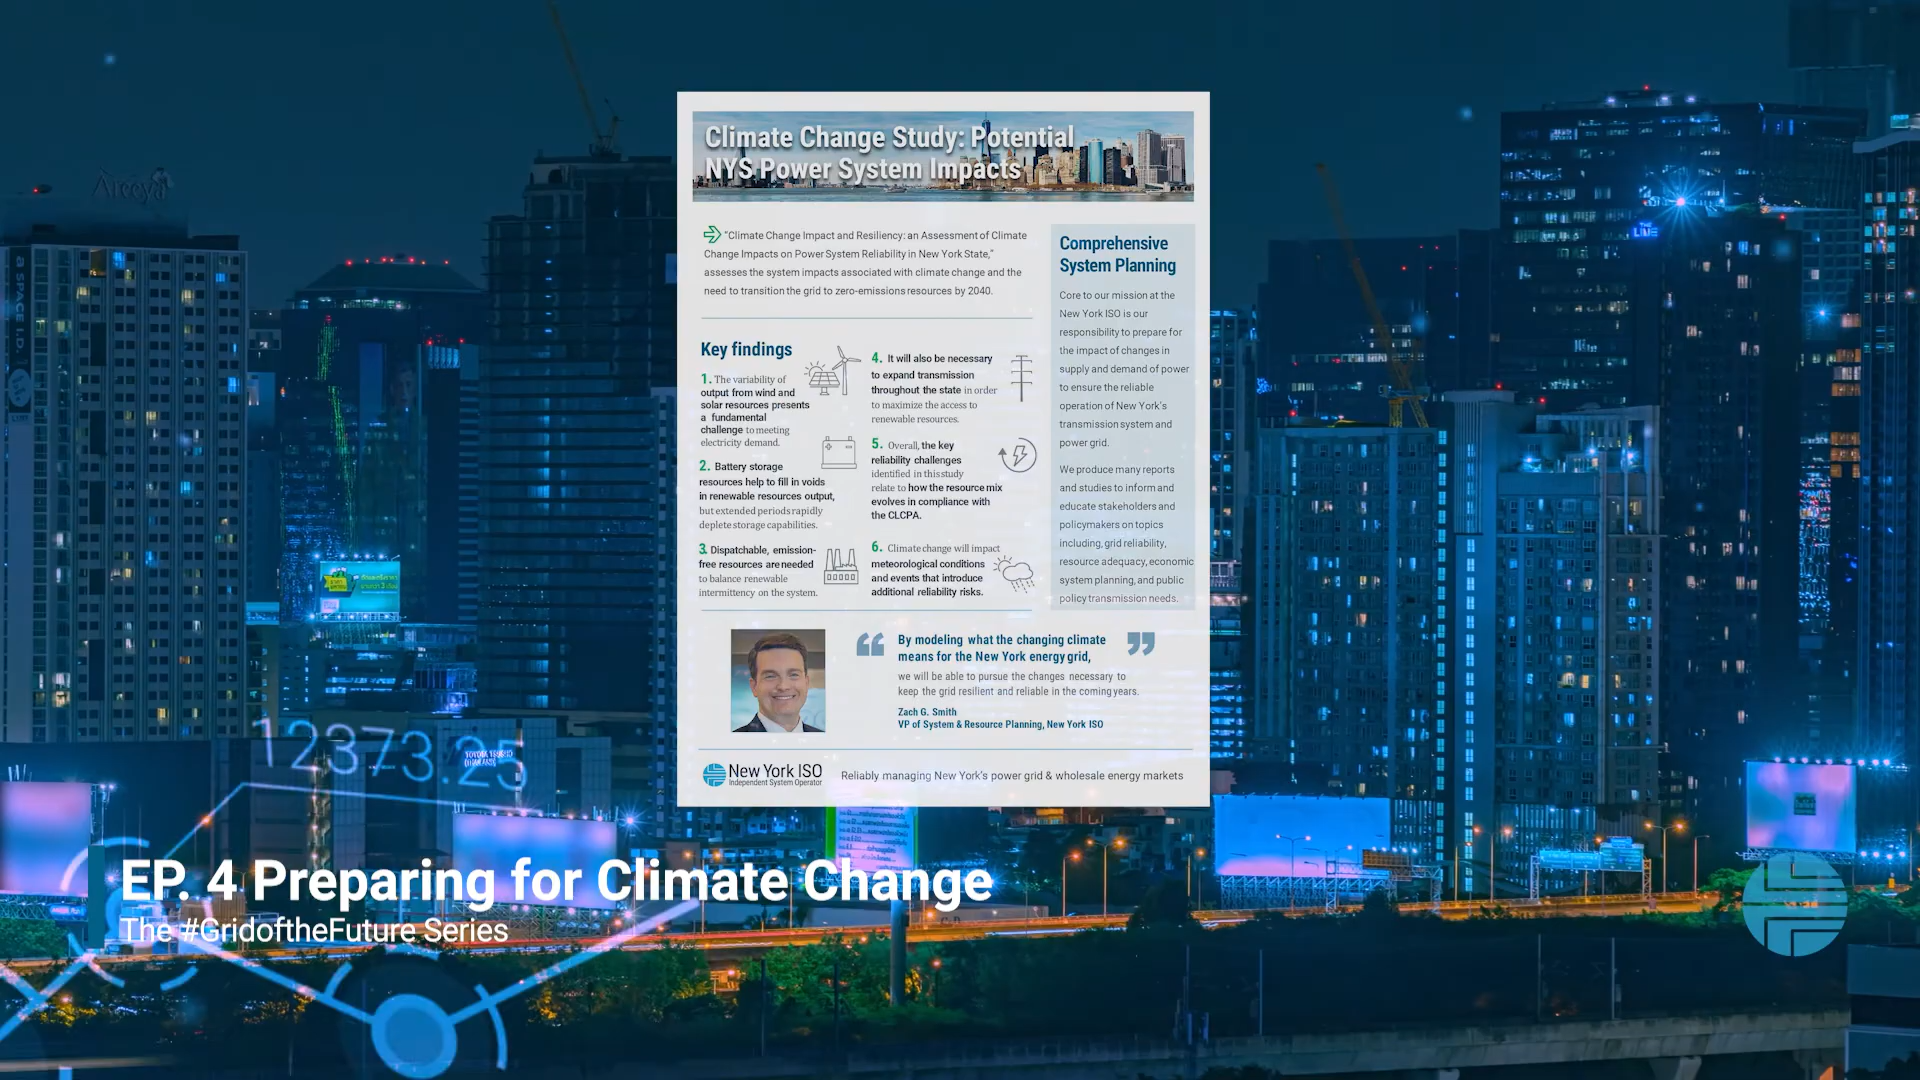 Climate Change Study: Potential
NYS Power System Impacts
"Climate Change Impact and Resiliency: an Assessment of Climate
Change Impacts on Power System Reliability in New York State,"
assesses the system impacts associated with climate change and the
need to transition the grid to zero-emissions resources by 2040.
Key findings
1. The variability of
output from wind and
solar resources presents
a fundamental
challenge to meeting
electricity demand.
2. Battery storage
resources help to fill in voids
in renewable resources output,
but extended periods rapidly
deplete storage capabilities.
3. Dispatchable, emission-
free resources are needed
to balance renewable
intermittency on the system.
4. It will also be necessary
to expand transmission
throughout the state in order
to maximize the access to
renewable resources.
5. Overall, the key
reliability challenges
identified in this study
relate to how the resource mix
evolves in compliance with
the CLCPA.
6. Climate change will impact
meteorological conditions
and events that introduce
additional reliability risks.
Comprehensive
System Planning
Core to our mission at the
New York ISO is our
responsibility to prepare for
the impact of changes in
supply and demand of power
to ensure the reliable
operation of New York's
transmission system and
power grid.
We produce many reports
and studies to inform and
educate stakeholders and
policymakers on topics
including, grid reliability,
resource adequacy, economic
system planning, and public
policy transmission needs.
“ By modeling what the changing climate ”
means for the New York energy grid,
we will be able to pursue the changes necessary to
keep the grid resilient and reliable in the coming years.
Zach G. Smith
VP of System & Resource Planning, New York ISO
New York ISO
Independent System Operator
Reliably managing New York's power grid & wholesale energy markets
Areeya
a SPACE I.D.
THE LINE
12373.25
EP. 4 Preparing for Climate Change
The #GridoftheFuture Series